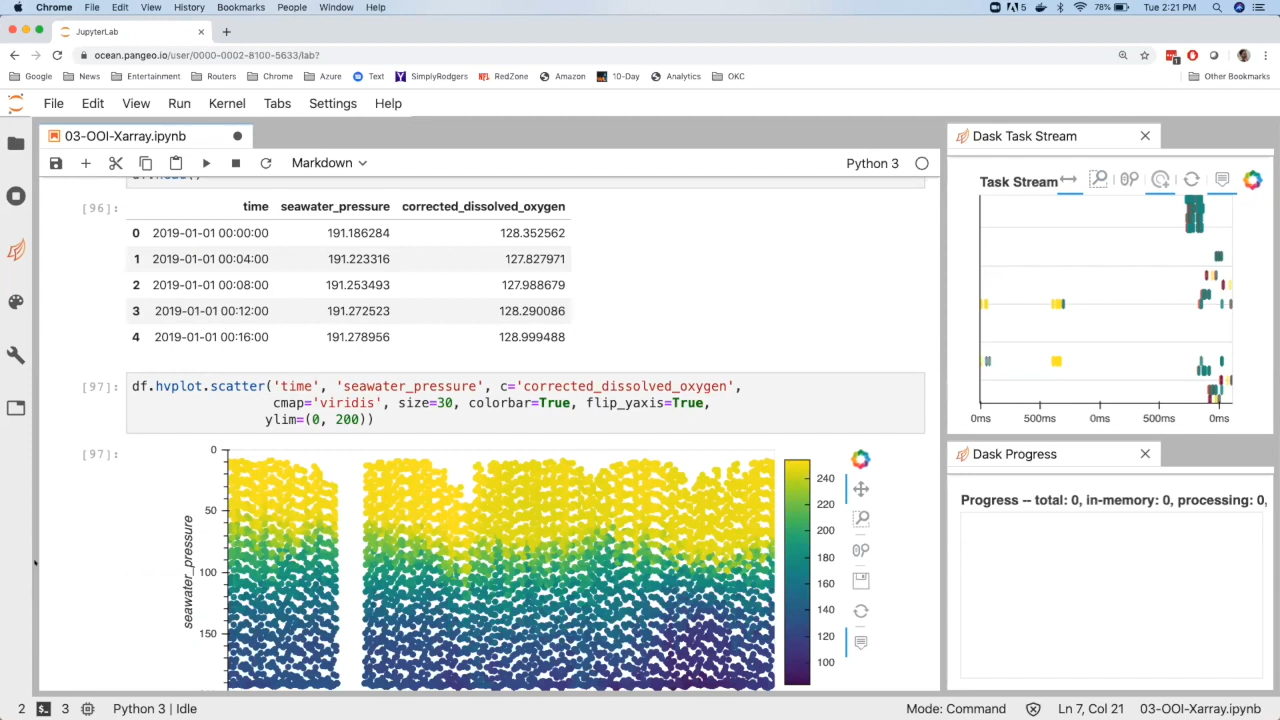 Chrome File Edit View History Bookmarks People Window Help 5 78% Tue 2:21 PM
JupyterLab
ocean.pangeo.io/user/0000-0002-8100-5633/lab? 1
Google News Entertainment Routers Chrome Azure Text SimplyRodgers RedZone Amazon 10-Day Analytics OKC Other Bookmarks
File Edit View Run Kernel Tabs Settings Help
03-OOI-Xarray.ipynb
Markdown Python 3
df.head()
[96]:
time seawater_pressure corrected_dissolved_oxygen
0 2019-01-01 00:00:00 191.186284 128.352562
1 2019-01-01 00:04:00 191.223316 127.827971
2 2019-01-01 00:08:00 191.253493 127.988679
3 2019-01-01 00:12:00 191.272523 128.290086
4 2019-01-01 00:16:00 191.278956 128.999488
[97]: df.hvplot.scatter('time', 'seawater_pressure', c='corrected_dissolved_oxygen',
cmap='viridis', size=30, colorbar=True, flip_yaxis=True,
ylim=(0, 200))
[97]:
0
50
100
150
seawater_pressure
240
220
200
180
160
140
120
100
Dask Task Stream
Task Stream
0ms 500ms 0ms 500ms 0ms
Dask Progress
Progress -- total: 0, in-memory: 0, processing: 0,
2 3 Python 3 | Idle Mode: Command Ln 7, Col 21 03-OOI-Xarray.ipynb